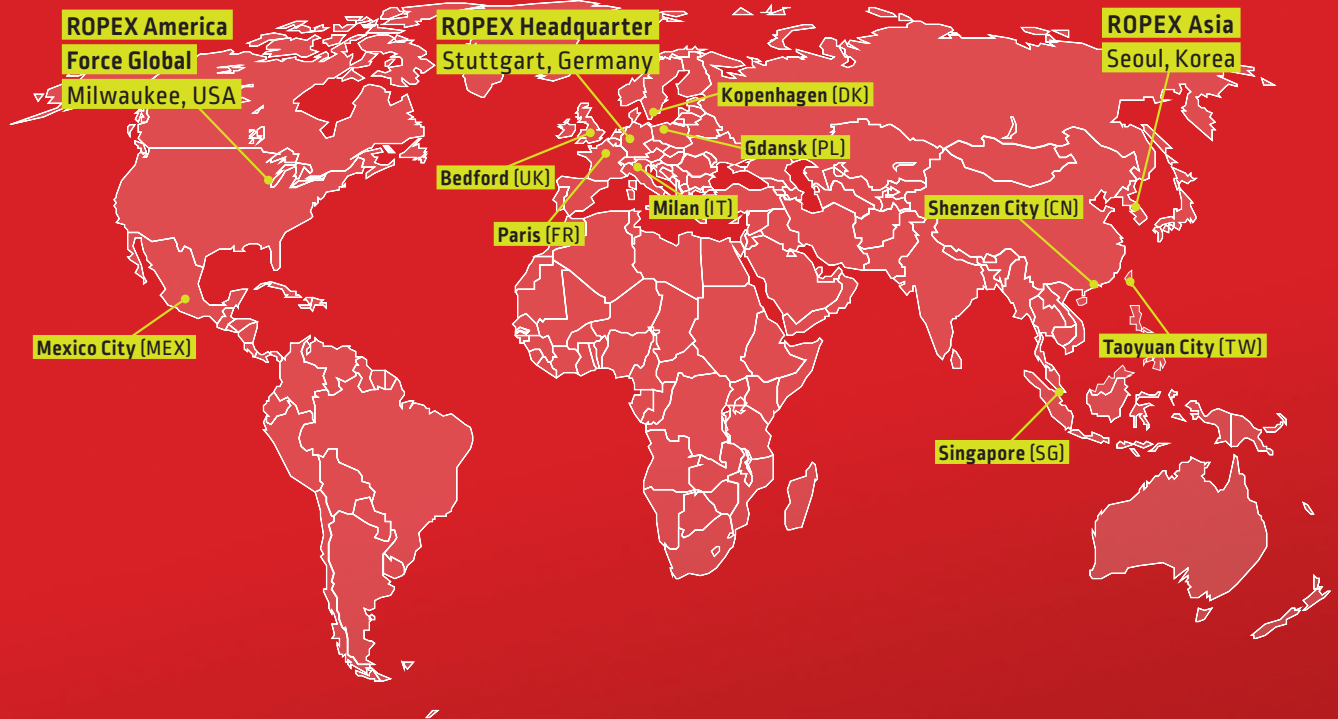 ROPEX America
Force Global
Milwaukee, USA
ROPEX Headquarter
Stuttgart, Germany
ROPEX Asia
Seoul, Korea
Kopenhagen (DK)
Gdansk (PL)
Bedford (UK)
Milan (IT)
Shenzen City (CN)
Paris (FR)
Mexico City (MEX)
Taoyuan City (TW)
Singapore (SG)